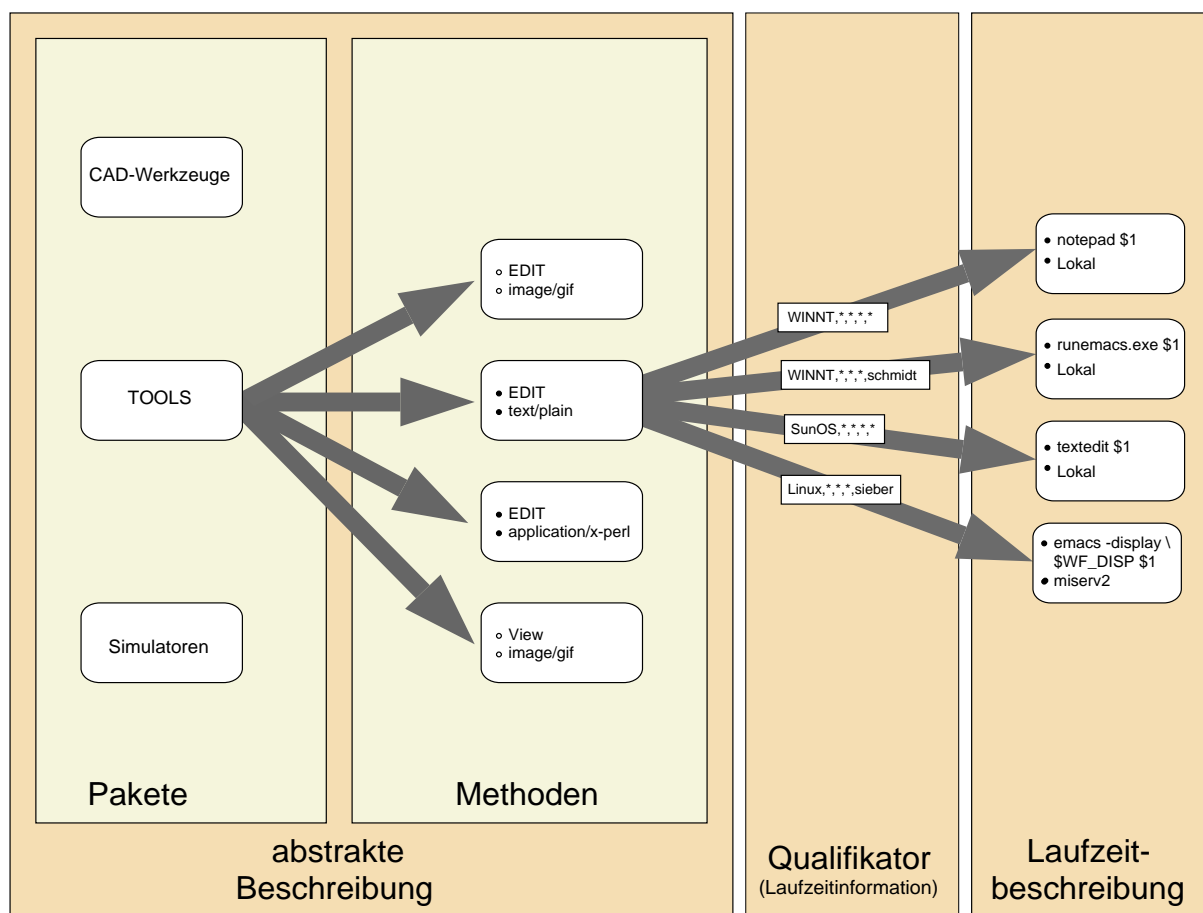 CAD-Werkzeuge
TOOLS
Simulatoren
Pakete
EDIT
image/gif
EDIT
text/plain
EDIT
application/x-perl
View
image/gif
Methoden
abstrakte
Beschreibung
WINNT,*,*,*,*
WINNT,*,*,*,schmidt
SunOS,*,*,*,*
Linux,*,*,*,sieber
Qualifikator
(Laufzeitinformation)
notepad $1
Lokal
runemacs.exe $1
Lokal
textedit $1
Lokal
emacs -display \
$WF_DISP $1
miserv2
Laufzeit-
beschreibung